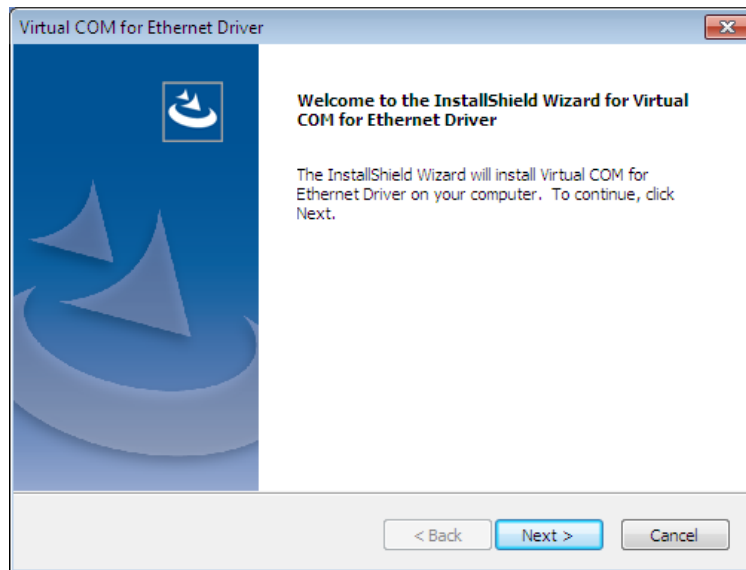 Virtual COM for Ethernet Driver
Welcome to the InstallShield Wizard for Virtual
COM for Ethernet Driver
The InstallShield Wizard will install Virtual COM for
Ethernet Driver on your computer.  To continue, click
Next.
< Back
Next >
Cancel